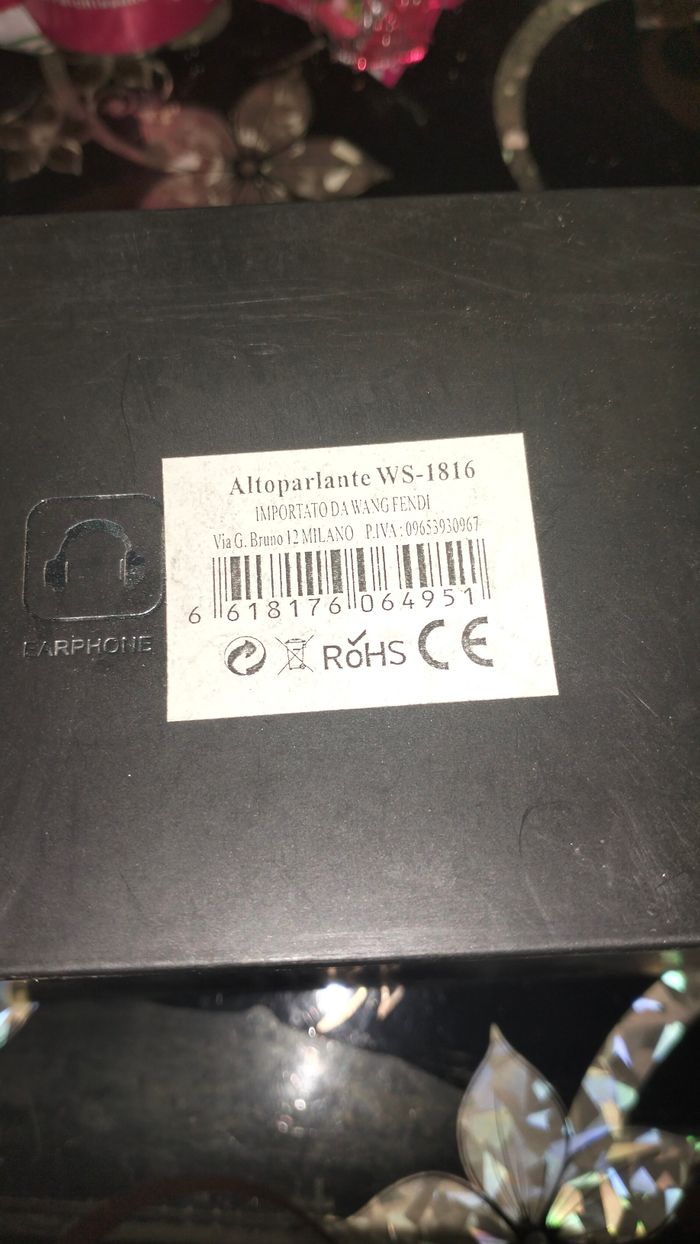 Altoparlante WS-1816
IMPORTATO DA WANG FENDI
Via G. Bruno 12 MILANO P.IVA : 09653930967
6 618176 064951
RoHS CE
EARPHONE